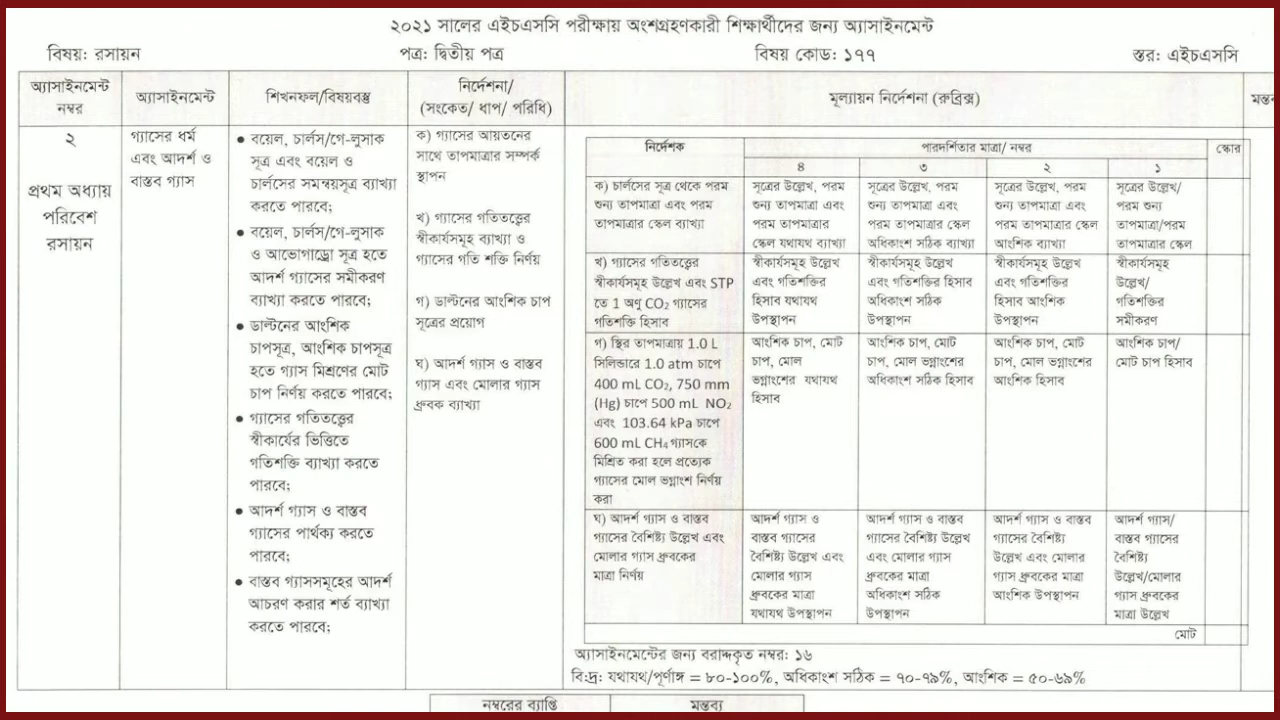 ২০২১ সালের এইচএসসি পরীক্ষায় অংশগ্রহণকারী শিক্ষার্থীদের জন্য অ্যাসাইনমেন্ট
বিষয়: রসায়ন পত্র: দ্বিতীয় পত্র বিষয় কোড: ১৭৭ স্তর: এইচএসসি
অ্যাসাইনমেন্ট
নম্বর
অ্যাসাইনমেন্ট
শিখনফল/বিষয়বস্তু
নির্দেশনা/
(সংকেত/ ধাপ/ পরিধি)
মূল্যায়ন নির্দেশনা (রুব্রিক্স)
২
প্রথম অধ্যায়
পরিবেশ
রসায়ন
গ্যাসের ধর্ম
এবং আদর্শ ও
বাস্তব গ্যাস
• বয়েল, চার্লস/গে-লুসাক
সূত্র এবং বয়েল ও
চার্লসের সমন্বয়সূত্র ব্যাখ্যা
করতে পারবে;
• বয়েল, চার্লস/গে-লুসাক
ও আভোগাড্রো সূত্র হতে
আদর্শ গ্যাসের সমীকরণ
ব্যাখ্যা করতে পারবে;
• ডাল্টনের আংশিক
চাপসূত্র, আংশিক চাপসূত্র
হতে গ্যাস মিশ্রণের মোট
চাপ নির্ণয় করতে পারবে;
• গ্যাসের গতিতত্ত্বের
স্বীকার্যের ভিত্তিতে
গতিশক্তি ব্যাখ্যা করতে
পারবে;
• আদর্শ গ্যাস ও বাস্তব
গ্যাসের পার্থক্য করতে
পারবে;
• বাস্তব গ্যাসসমূহের আদর্শ
আচরণ করার শর্ত ব্যাখ্যা
করতে পারবে;
ক) গ্যাসের আয়তনের
সাথে তাপমাত্রার সম্পর্ক
স্থাপন
খ) গ্যাসের গতিতত্ত্বের
স্বীকার্যসমূহ ব্যাখ্যা ও
গ্যাসের গতি শক্তি নির্ণয়
গ) ডাল্টনের আংশিক চাপ
সূত্রের প্রয়োগ
ঘ) আদর্শ গ্যাস ও বাস্তব
গ্যাস এবং মোলার গ্যাস
ধ্রুবক ব্যাখ্যা
নির্দেশক
পারদর্শিতার মাত্রা/ নম্বর
স্কোর
৪ ৩ ২ ১
ক) চার্লসের সূত্র থেকে পরম
শুন্য তাপমাত্রা এবং পরম
তাপমাত্রার স্কেল ব্যাখ্যা
সূত্রের উল্লেখ, পরম
শুন্য তাপমাত্রা এবং
পরম তাপমাত্রার
স্কেল যথাযথ ব্যাখ্যা
সূত্রের উল্লেখ, পরম
শুন্য তাপমাত্রা এবং
পরম তাপমাত্রার স্কেল
অধিকাংশ সঠিক ব্যাখ্যা
সূত্রের উল্লেখ, পরম
শুন্য তাপমাত্রা এবং
পরম তাপমাত্রার স্কেল
আংশিক ব্যাখ্যা
সূত্রের উল্লেখ/
পরম শুন্য
তাপমাত্রা/পরম
তাপমাত্রার স্কেল
খ) গ্যাসের গতিতত্ত্বের
স্বীকার্যসমূহ উল্লেখ এবং STP
তে 1 অণু CO₂ গ্যাসের
গতিশক্তি হিসাব
স্বীকার্যসমূহ উল্লেখ
এবং গতিশক্তির
হিসাব যথাযথ
উপস্থাপন
স্বীকার্যসমূহ উল্লেখ
এবং গতিশক্তির হিসাব
অধিকাংশ সঠিক
উপস্থাপন
স্বীকার্যসমূহ উল্লেখ
এবং গতিশক্তির
হিসাব আংশিক
উপস্থাপন
স্বীকার্যসমূহ
উল্লেখ/
গতিশক্তির
সমীকরণ
গ) স্থির তাপমাত্রায় 1.0 L
সিলিন্ডারে 1.0 atm চাপে
400 mL CO₂, 750 mm
(Hg) চাপে 500 mL NO₂
এবং 103.64 kPa চাপে
600 mL CH₄ গ্যাসকে
মিশ্রিত করা হলে প্রত্যেক
গ্যাসের মোল ভগ্নাংশ নির্ণয়
করা
আংশিক চাপ, মোট
চাপ, মোল
ভগ্নাংশের যথাযথ
হিসাব
আংশিক চাপ, মোট
চাপ, মোল ভগ্নাংশের
অধিকাংশ সঠিক হিসাব
আংশিক চাপ, মোট
চাপ, মোল ভগ্নাংশের
আংশিক হিসাব
আংশিক চাপ/
মোট চাপ হিসাব
ঘ) আদর্শ গ্যাস ও বাস্তব
গ্যাসের বৈশিষ্ট্য উল্লেখ এবং
মোলার গ্যাস ধ্রুবকের
মাত্রা নির্ণয়
আদর্শ গ্যাস ও
বাস্তব গ্যাসের
বৈশিষ্ট্য উল্লেখ এবং
মোলার গ্যাস
ধ্রুবকের মাত্রা
যথাযথ উপস্থাপন
আদর্শ গ্যাস ও বাস্তব
গ্যাসের বৈশিষ্ট্য উল্লেখ
এবং মোলার গ্যাস
ধ্রুবকের মাত্রা
অধিকাংশ সঠিক
উপস্থাপন
আদর্শ গ্যাস ও বাস্তব
গ্যাসের বৈশিষ্ট্য
উল্লেখ এবং মোলার
গ্যাস ধ্রুবকের মাত্রা
আংশিক উপস্থাপন
আদর্শ গ্যাস/
বাস্তব গ্যাসের
বৈশিষ্ট্য
উল্লেখ/মোলার
গ্যাস ধ্রুবকের
মাত্রা উল্লেখ
মোট
অ্যাসাইনমেন্টের জন্য বরাদ্দকৃত নম্বর: ১৬
বি:দ্র: যথাযথ/পূর্ণাঙ্গ = ৮০-১০০%, অধিকাংশ সঠিক = ৭০-৭৯%, আংশিক = ৫০-৬৯%
নম্বরের ব্যাপ্তি মন্তব্য